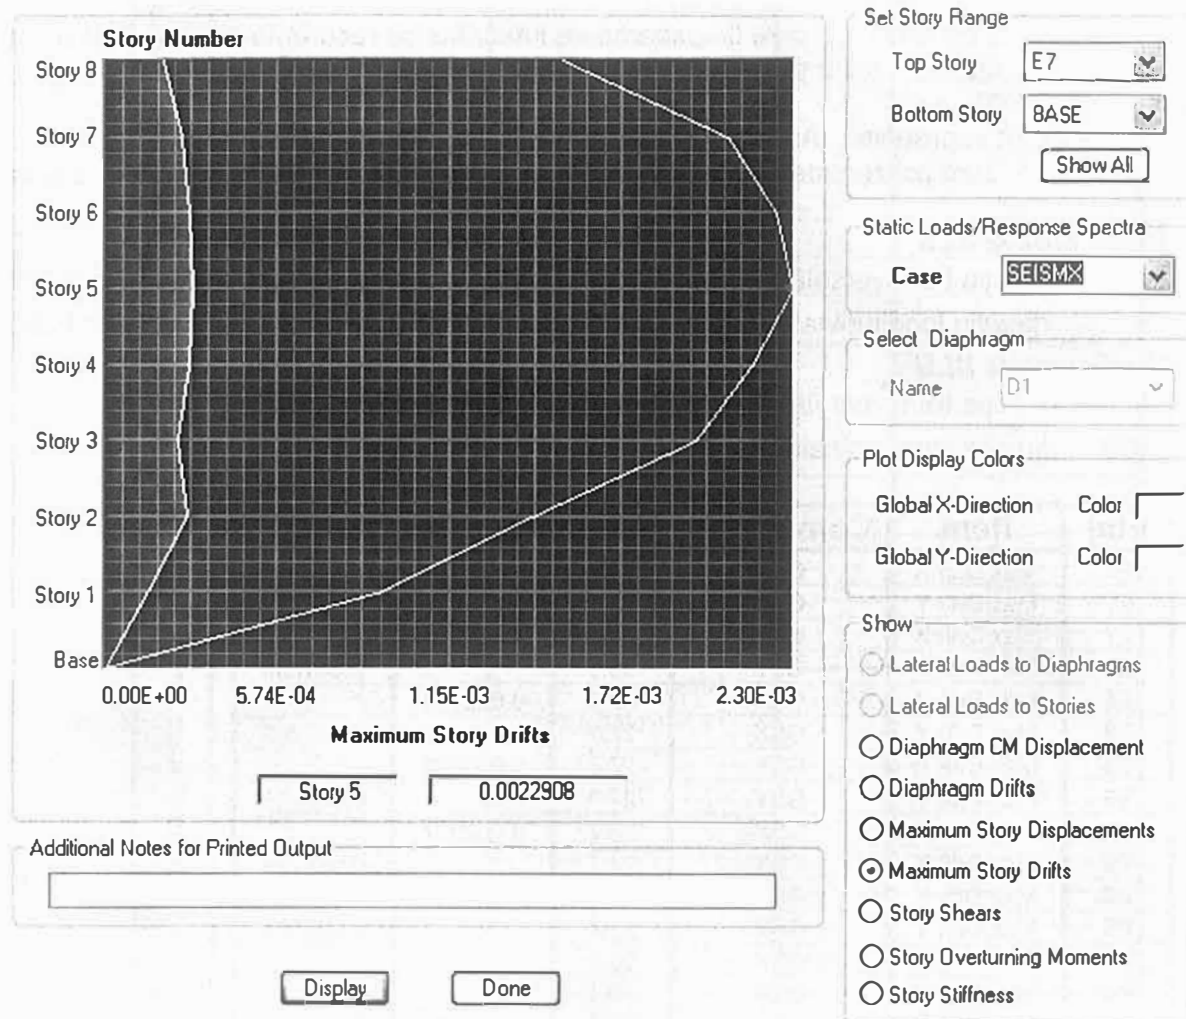 Story Number
Story 8
Story 7
Story 6
Story 5
Story 4
Story 3
Story 2
Story 1
Base
0.00E+00 5.74E-04 1.15E-03 1.72E-03 2.30E-03
Maximum Story Drifts
Story 5 0.0022908
Additional Notes for Printed Output
Display Done
Set Story Range
Top Story E7
Bottom Story BASE
Show All
Static Loads/Response Spectra
Case SEISMX
Select Diaphragm
Name D1
Plot Display Colors
Global X-Direction Color
Global Y-Direction Color
Show
Lateral Loads to Diaphragms
Lateral Loads to Stories
Diaphragm CM Displacement
Diaphragm Drifts
Maximum Story Displacements
Maximum Story Drifts
Story Shears
Story Overturning Moments
Story Stiffness